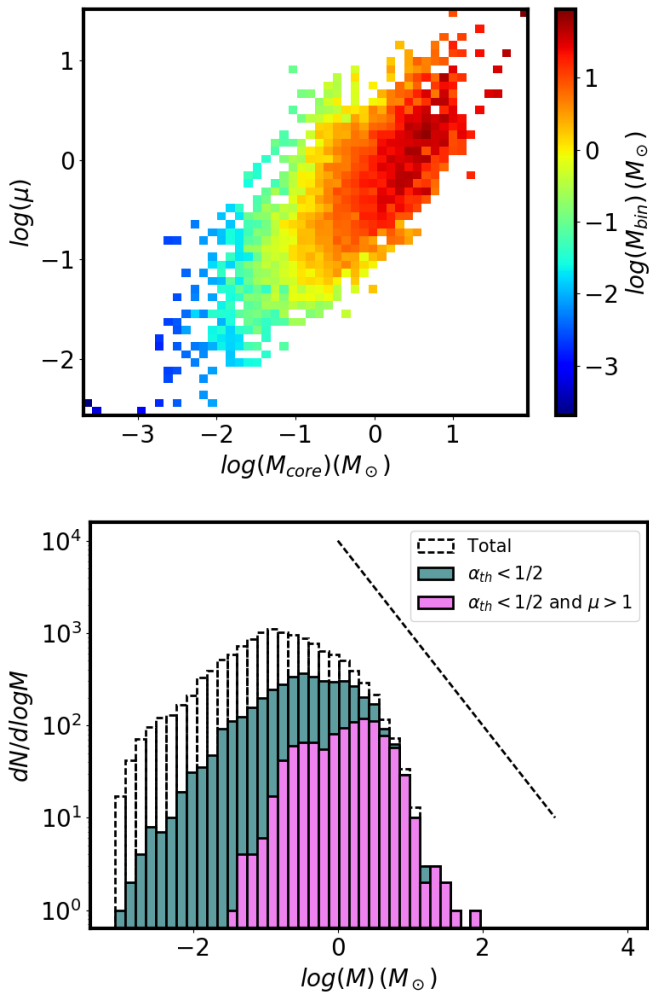 1
0
−1
−2
log(μ)
−3
−2
−1
0
1
log(M_core)(M_⊙)
1
0
−1
−2
−3
log(M_bin) (M_⊙)
10^4
10^3
10^2
10^1
10^0
dN/dlogM
Total
α_th < 1/2
α_th < 1/2 and μ > 1
−2
0
2
4
log(M) (M_⊙)